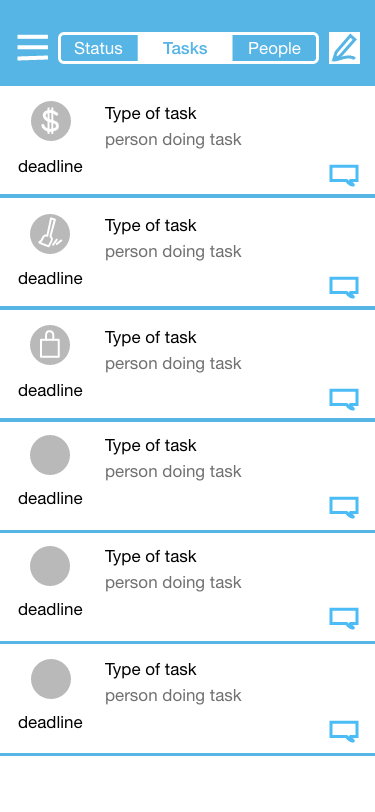 Status Tasks People
$
Type of task
person doing task
deadline
Type of task
person doing task
deadline
Type of task
person doing task
deadline
Type of task
person doing task
deadline
Type of task
person doing task
deadline
Type of task
person doing task
deadline